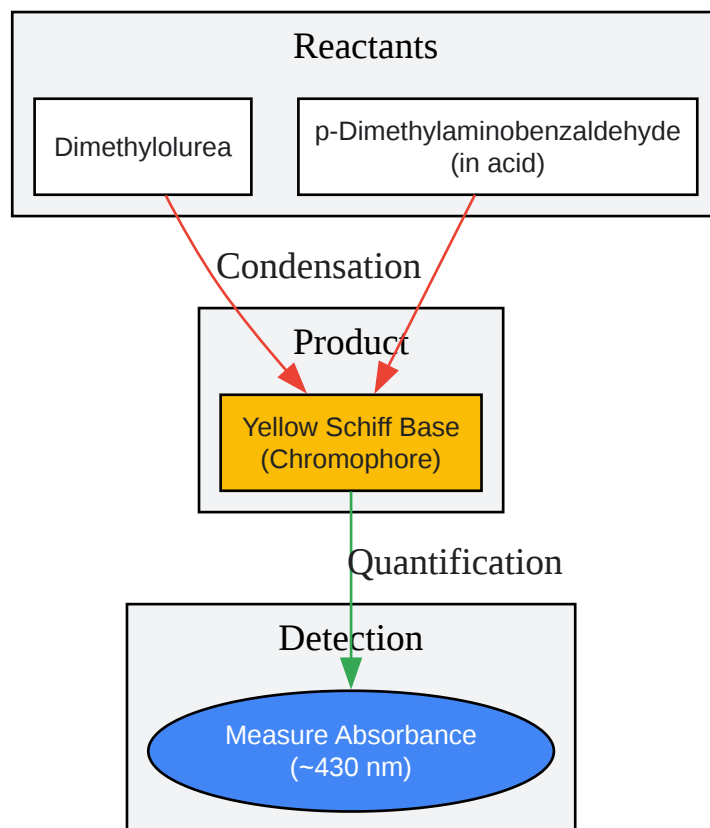 Reactants
Dimethylolurea
p-Dimethylaminobenzaldehyde
(in acid)
Condensation
Product
Yellow Schiff Base
(Chromophore)
Quantification
Detection
Measure Absorbance
(~430 nm)